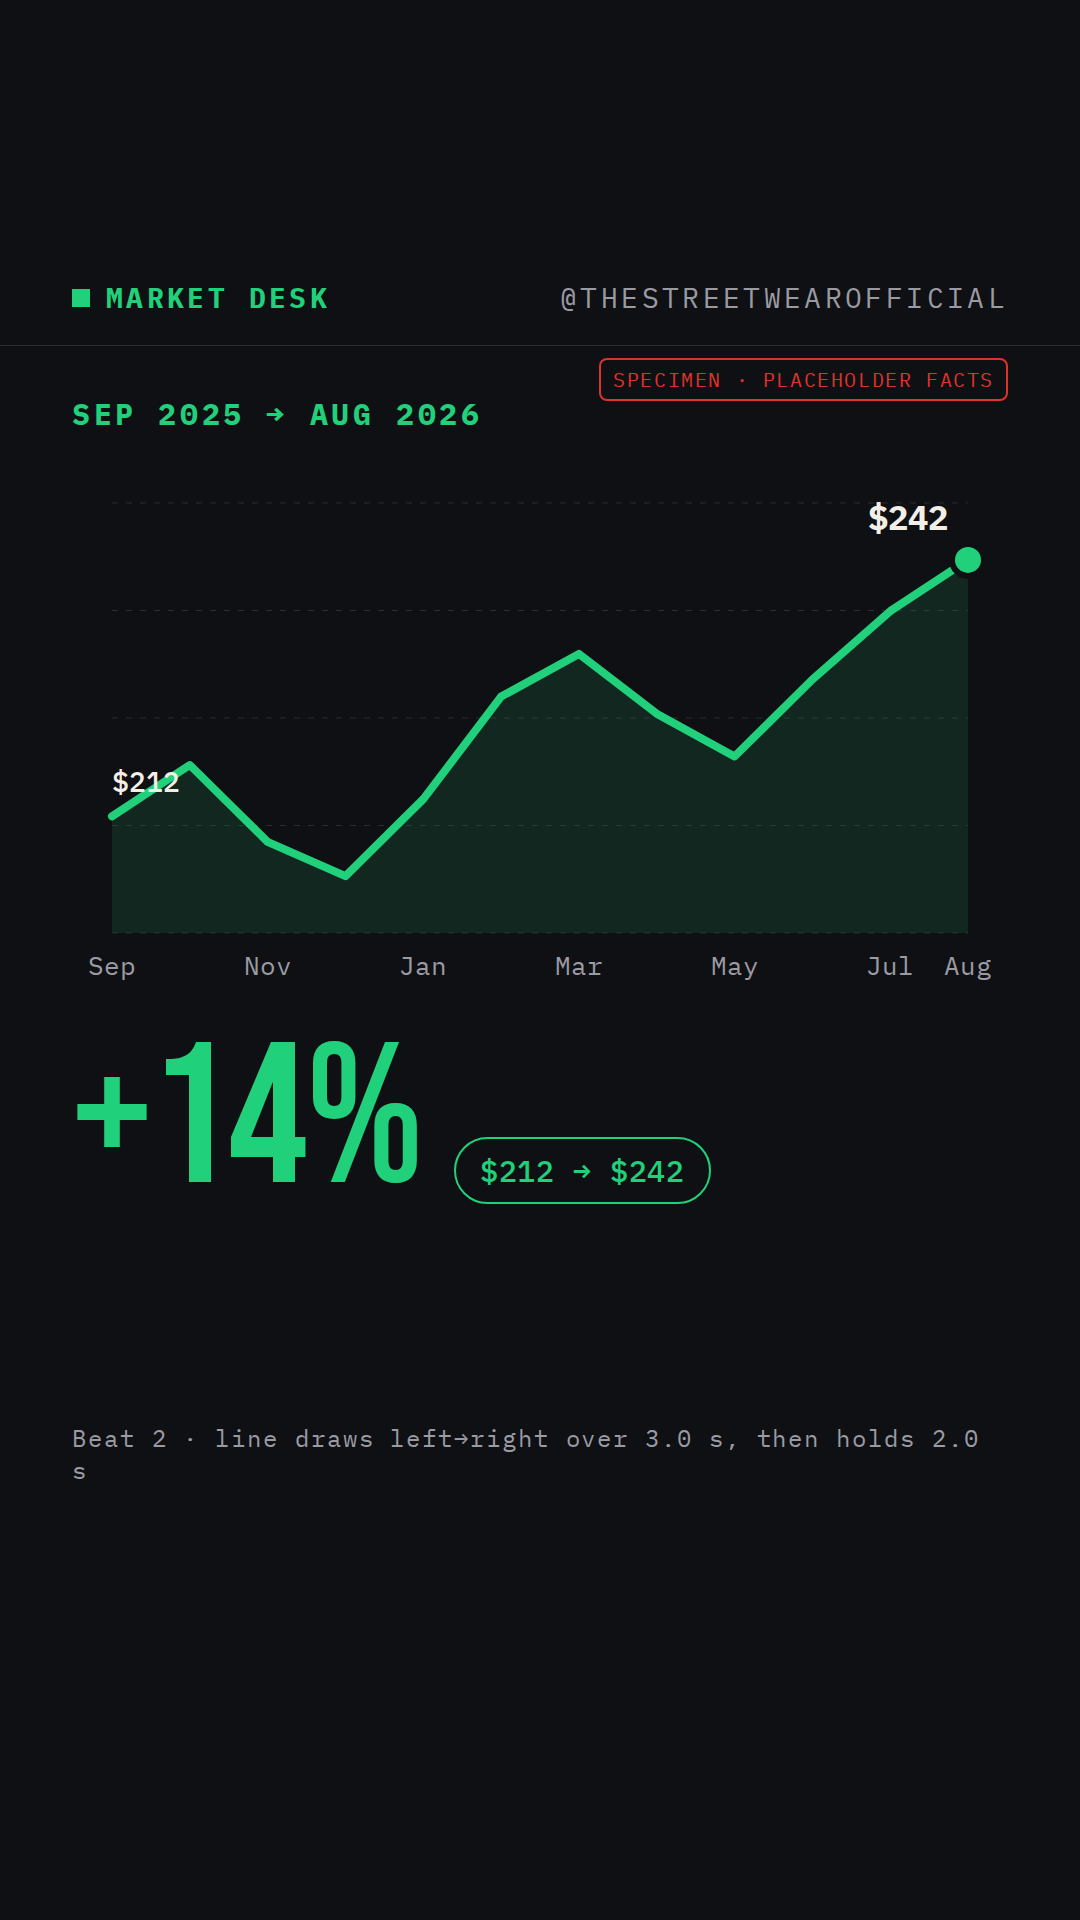 MARKET DESK
@THESTREETWEAROFFICIAL
SPECIMEN · PLACEHOLDER FACTS
SEP 2025 → AUG 2026
$242
$212
Sep Nov Jan Mar May Jul Aug
+14%
$212 → $242
Beat 2 · line draws left→right over 3.0 s, then holds 2.0
s